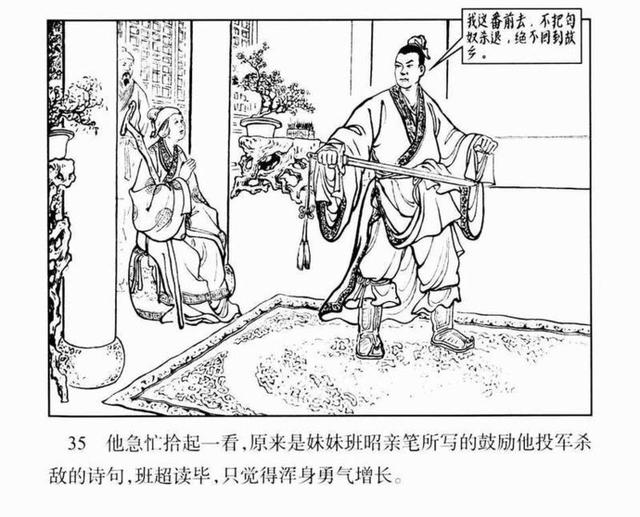 我这番前去，不把匈
奴杀退，绝不回到故
乡。
35 他急忙拾起一看，原来是妹妹班昭亲笔所写的鼓励他投军杀
敌的诗句，班超读毕，只觉得浑身勇气增长。